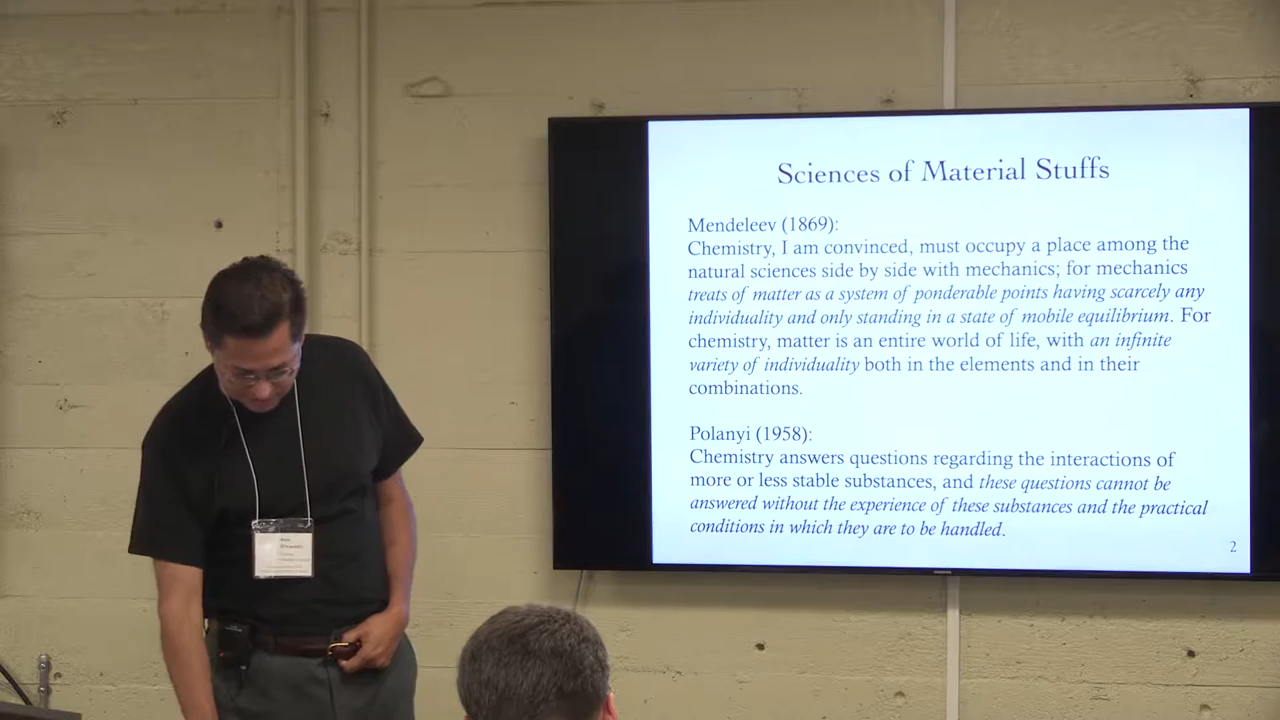 Sciences of Material Stuffs
Mendeleev (1869):
Chemistry, I am convinced, must occupy a place among the
natural sciences side by side with mechanics; for mechanics
treats of matter as a system of ponderable points having scarcely any
individuality and only standing in a state of mobile equilibrium. For
chemistry, matter is an entire world of life, with an infinite
variety of individuality both in the elements and in their
combinations.
Polanyi (1958):
Chemistry answers questions regarding the interactions of
more or less stable substances, and these questions cannot be
answered without the experience of these substances and the practical
conditions in which they are to be handled.
2